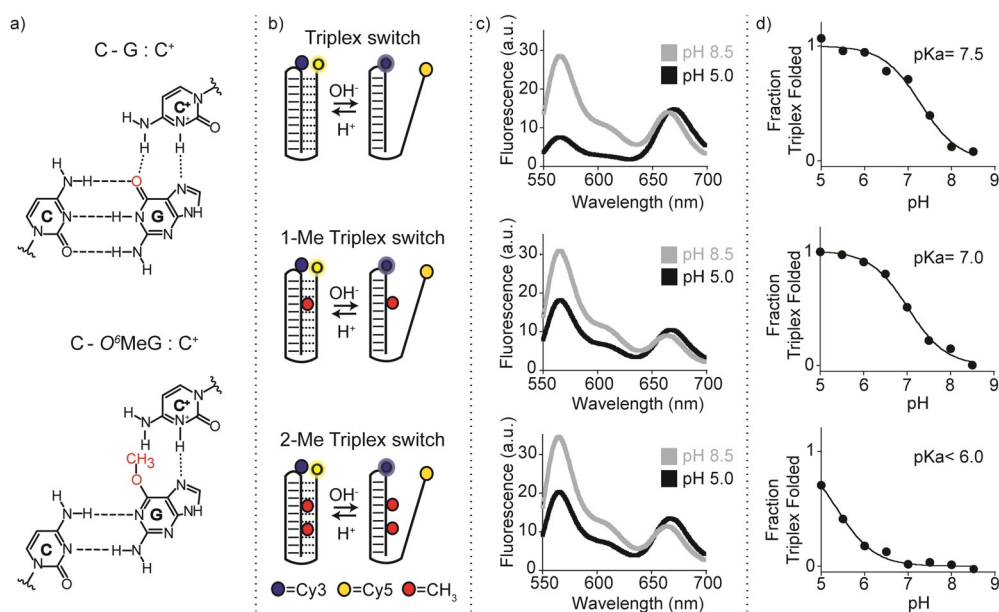 a)
C - G : C⁺
N
C⁺
O
H-N
N⁺
H
H
H
N-H
O
N
C
N
H-N
G
NH
O
H-N
N
H
C - O⁶MeG : C⁺
N
C⁺
O
H-N
N⁺
H
H
CH₃
O
N
H
N-H
N
G
NH
C
N
H-N
N
O
H
b)
Triplex switch
OH⁻
H⁺
1-Me Triplex switch
OH⁻
H⁺
2-Me Triplex switch
OH⁻
H⁺
=Cy3 =Cy5 =CH₃
c)
Fluorescence (a.u.)
30
20
10
0
pH 8.5
pH 5.0
550 600 650 700
Wavelength (nm)
Fluorescence (a.u.)
30
20
10
0
pH 8.5
pH 5.0
550 600 650 700
Wavelength (nm)
Fluorescence (a.u.)
30
20
10
0
pH 8.5
pH 5.0
550 600 650 700
Wavelength (nm)
d)
Fraction
Triplex Folded
1
0
pKa= 7.5
5 6 7 8 9
pH
Fraction
Triplex Folded
1
0
pKa= 7.0
5 6 7 8 9
pH
Fraction
Triplex Folded
1
0
pKa< 6.0
5 6 7 8 9
pH